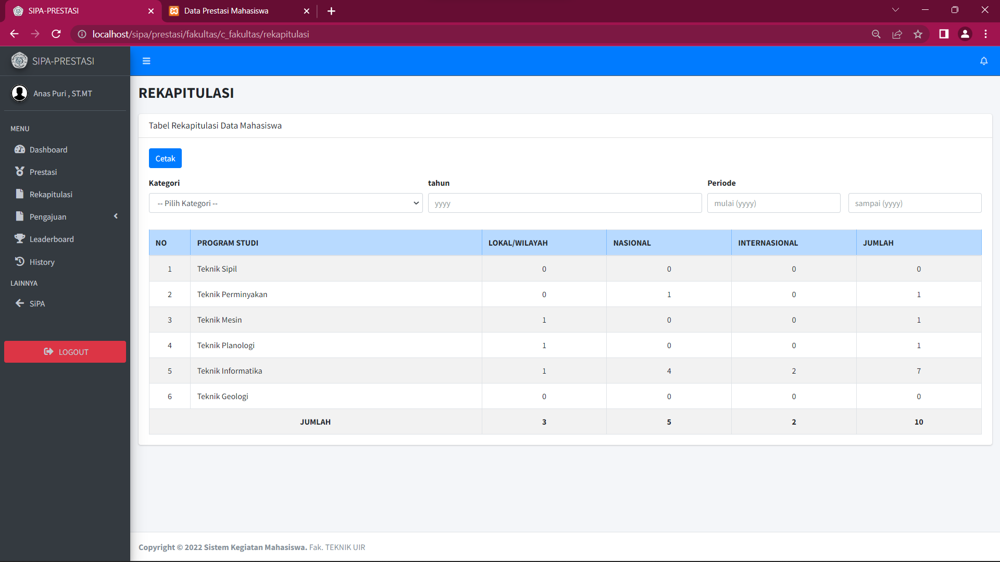 SIPA-PRESTASI
Data Prestasi Mahasiswa
localhost/sipa/prestasi/fakultas/c_fakultas/rekapitulasi
SIPA-PRESTASI
Anas Puri , ST.MT
MENU
Dashboard
Prestasi
Rekapitulasi
Pengajuan
Leaderboard
History
LAINNYA
SiPA
LOGOUT
REKAPITULASI
Tabel Rekapitulasi Data Mahasiswa
Cetak
Kategori tahun Periode
-- Pilih Kategori -- yyyy mulai (yyyy) sampai (yyyy)
NO PROGRAM STUDI LOKAL/WILAYAH NASIONAL INTERNASIONAL JUMLAH
1 Teknik Sipil 0 0 0 0
2 Teknik Perminyakan 0 1 0 1
3 Teknik Mesin 1 0 0 1
4 Teknik Planologi 1 0 0 1
5 Teknik Informatika 1 4 2 7
6 Teknik Geologi 0 0 0 0
JUMLAH 3 5 2 10
Copyright © 2022 Sistem Kegiatan Mahasiswa. Fak. TEKNIK UIR